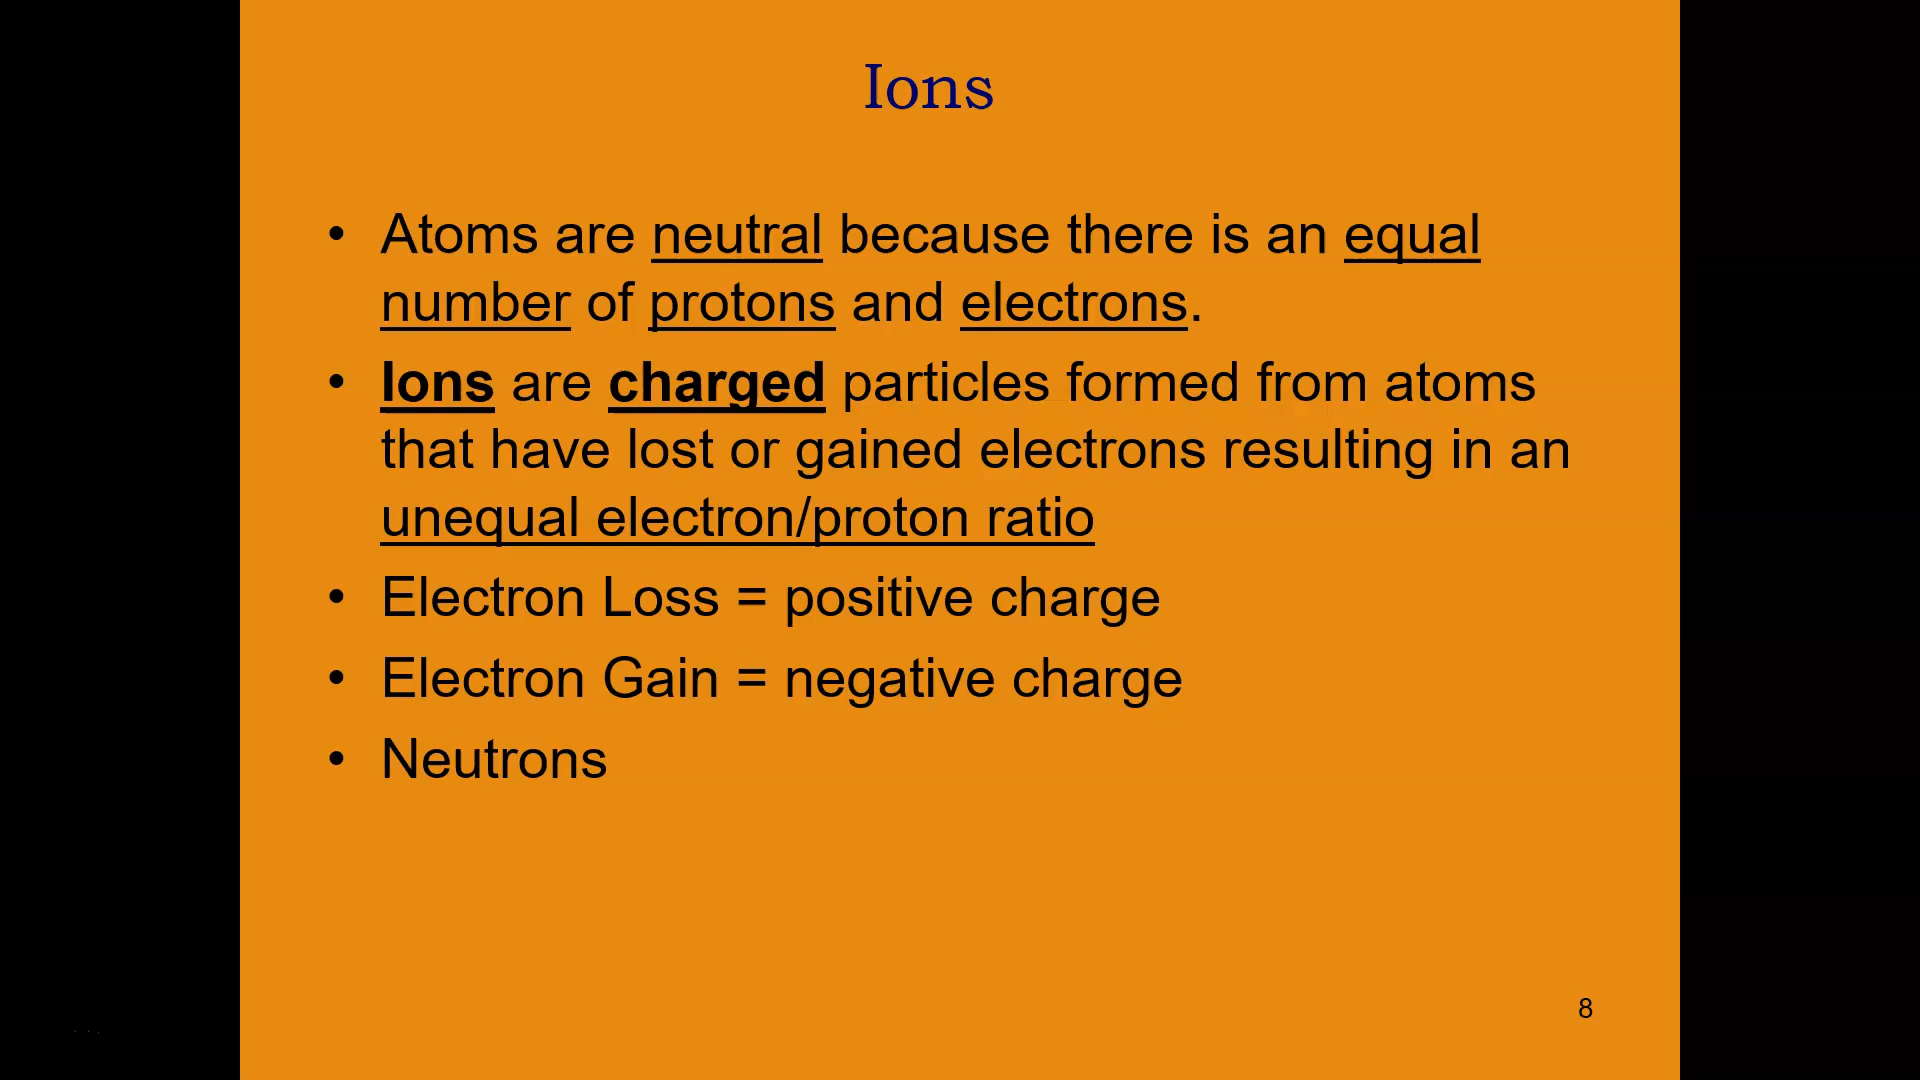 Ions
• Atoms are neutral because there is an equal
number of protons and electrons.
• Ions are charged particles formed from atoms
that have lost or gained electrons resulting in an
unequal electron/proton ratio
• Electron Loss = positive charge
• Electron Gain = negative charge
• Neutrons
8